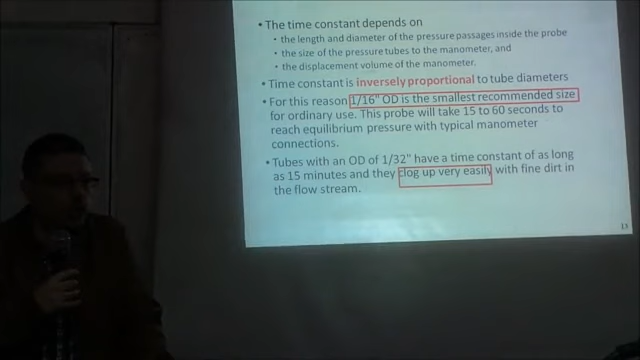 • The time constant depends on
• the length and diameter of the pressure passages inside the probe
• the size of the pressure tubes to the manometer, and
• the displacement volume of the manometer.
• Time constant is inversely proportional to tube diameters
• For this reason 1/16" OD is the smallest recommended size
for ordinary use. This probe will take 15 to 60 seconds to
reach equilibrium pressure with typical manometer
connections.
• Tubes with an OD of 1/32" have a time constant of as long
as 15 minutes and they clog up very easily with fine dirt in
the flow stream.
13